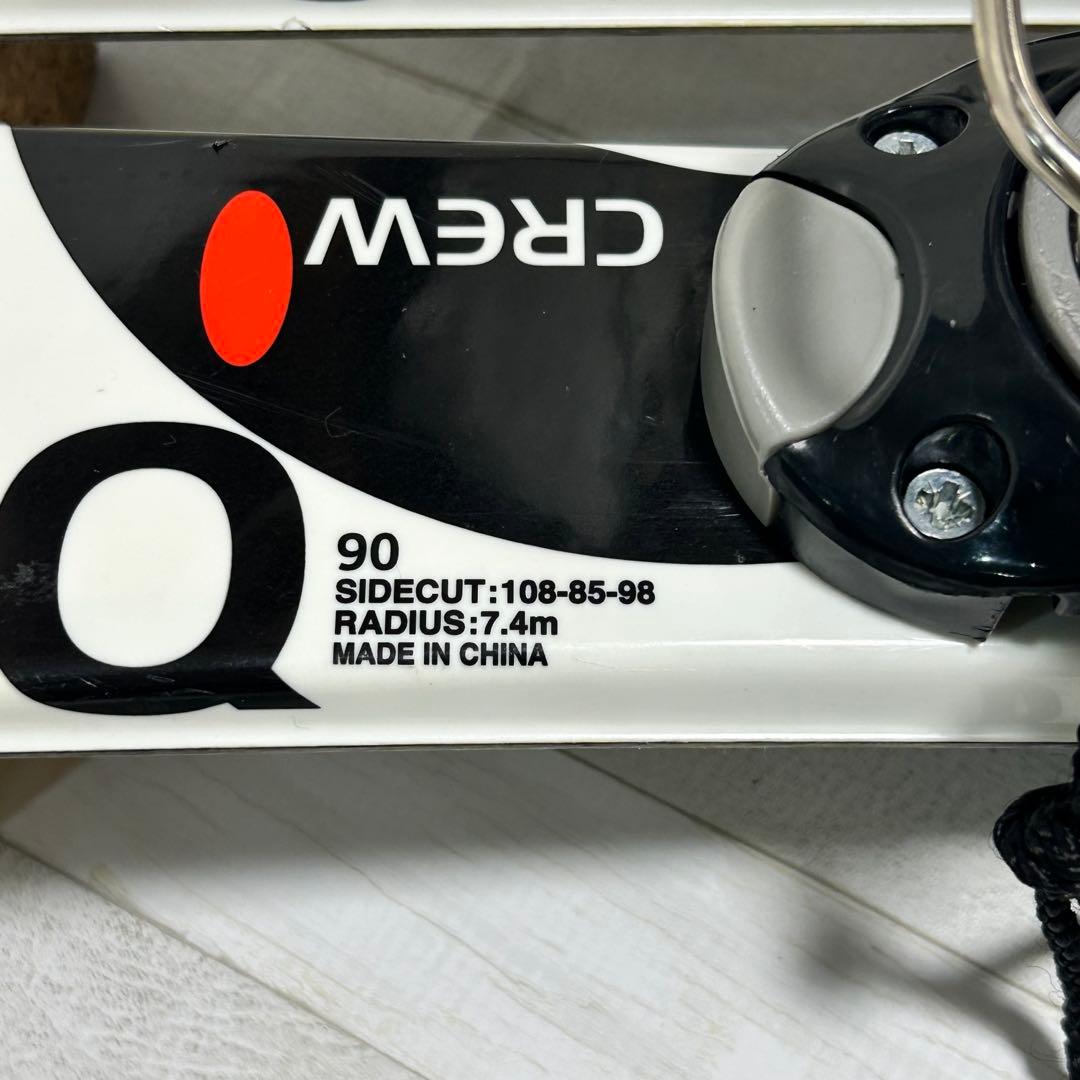 CREW
Q
90
SIDECUT:108-85-98
RADIUS:7.4m
MADE IN CHINA